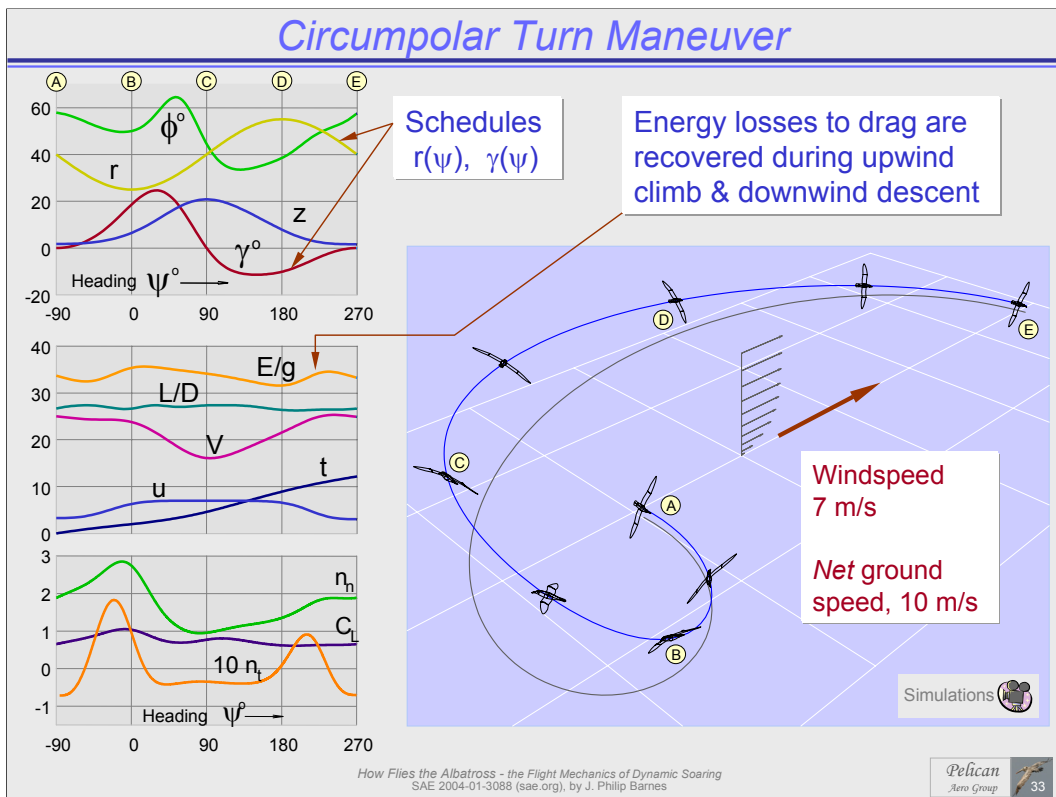 Circumpolar Turn Maneuver
A B C D E
60
40
20
0
-20
ϕ°
r
z
γ°
Heading ψ°
-90 0 90 180 270
Schedules
r(ψ), γ(ψ)
Energy losses to drag are
recovered during upwind
climb & downwind descent
40
30
20
10
0
E/g
L/D
V
t
u
3
2
1
0
-1
n_n
C_L
10 n_t
Heading ψ°
-90 0 90 180 270
D
E
C
A
B
Windspeed
7 m/s
Net ground
speed, 10 m/s
Simulations
How Flies the Albatross - the Flight Mechanics of Dynamic Soaring
SAE 2004-01-3088 (sae.org), by J. Philip Barnes
Pelican
Aero Group
33